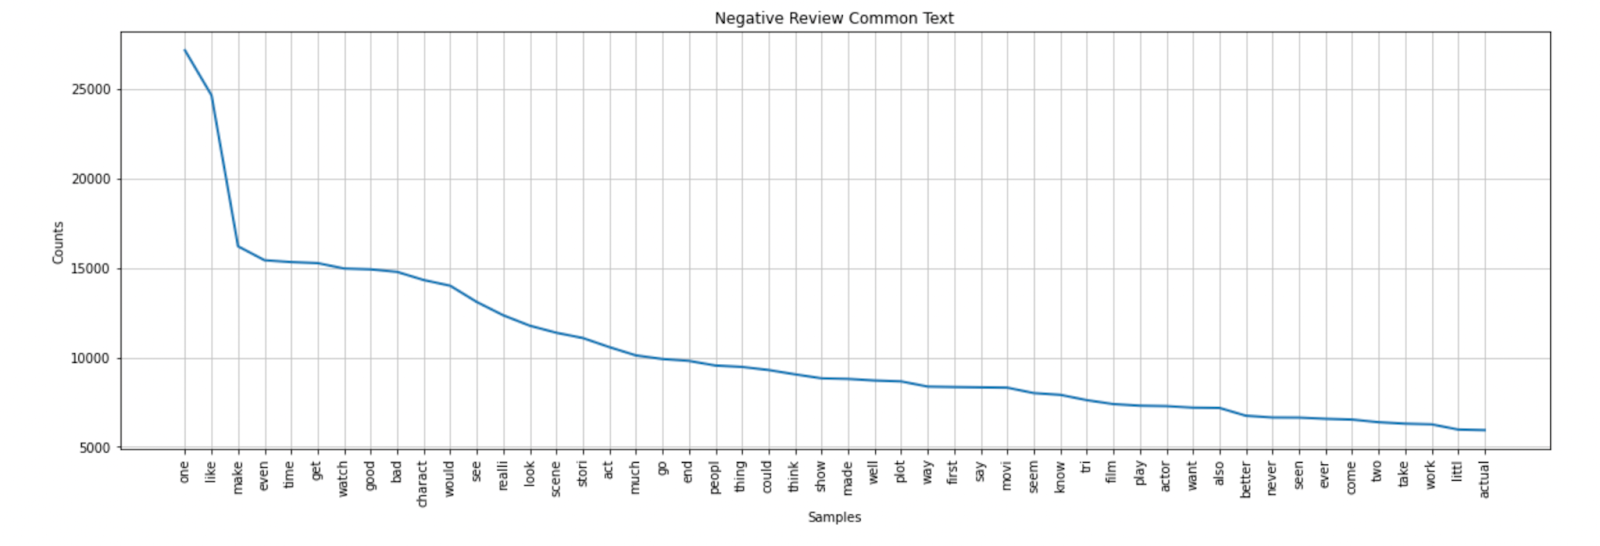 Negative Review Common Text
25000
20000
15000
10000
5000
Counts
one like make even time get watch good bad charact would see realli look scene stori act much go end peopl thing could think show made well plot way first say movi seem know tri film play actor want also better never seen ever come two take work littl actual
Samples